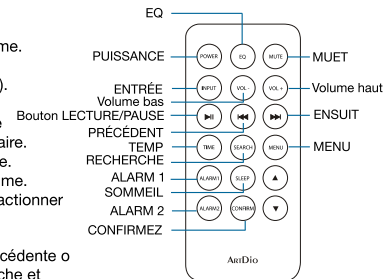 EQ
me.
PUISSANCE
POWER
EQ
MUTE
MUET
).
ENTRÉE
INPUT
VOL -
VOL +
Volume haut
Volume bas
Bouton LECTURE/PAUSE
ENSUIT
e
PRÉCÉDENT
aire.
TEMP
TIME
SEARCH
MENU
MENU
e.
RECHERCHE
me.
ALARM 1
ALARM1
SLEEP
actionner
SOMMEIL
ALARM 2
ALARM2
CONFIRM
CONFIRMEZ
écédente o
che et
ARTDIO